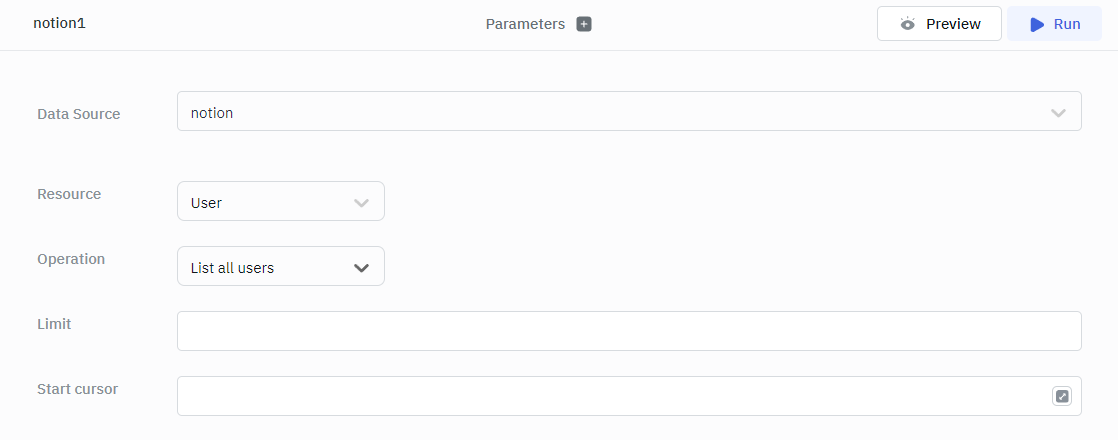 notion1
Parameters
Preview
Run
Data Source
notion
Resource
User
Operation
List all users
Limit
Start cursor